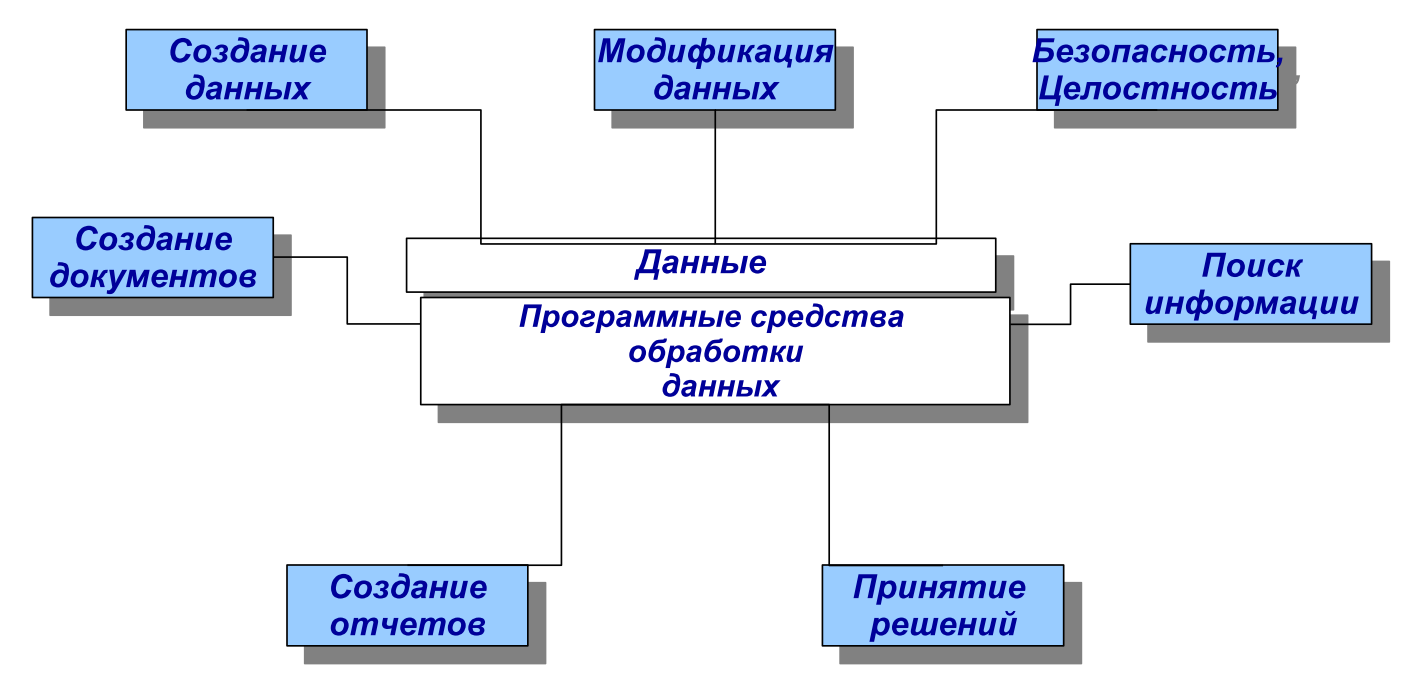 Создание
данных
Модификация
данных
Безопасность,
Целостность
Создание
документов
Данные
Поиск
информации
Программные средства
обработки
данных
Создание
отчетов
Принятие
решений